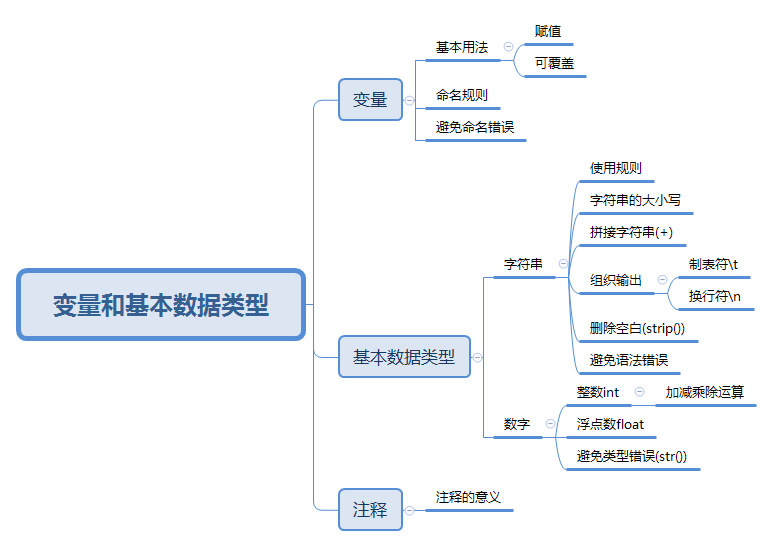 变量和基本数据类型
变量
基本用法
赋值
可覆盖
命名规则
避免命名错误
基本数据类型
字符串
使用规则
字符串的大小写
拼接字符串(+)
组织输出
制表符\t
换行符\n
删除空白(strip())
避免语法错误
数字
整数int
加减乘除运算
浮点数float
避免类型错误(str())
注释
注释的意义